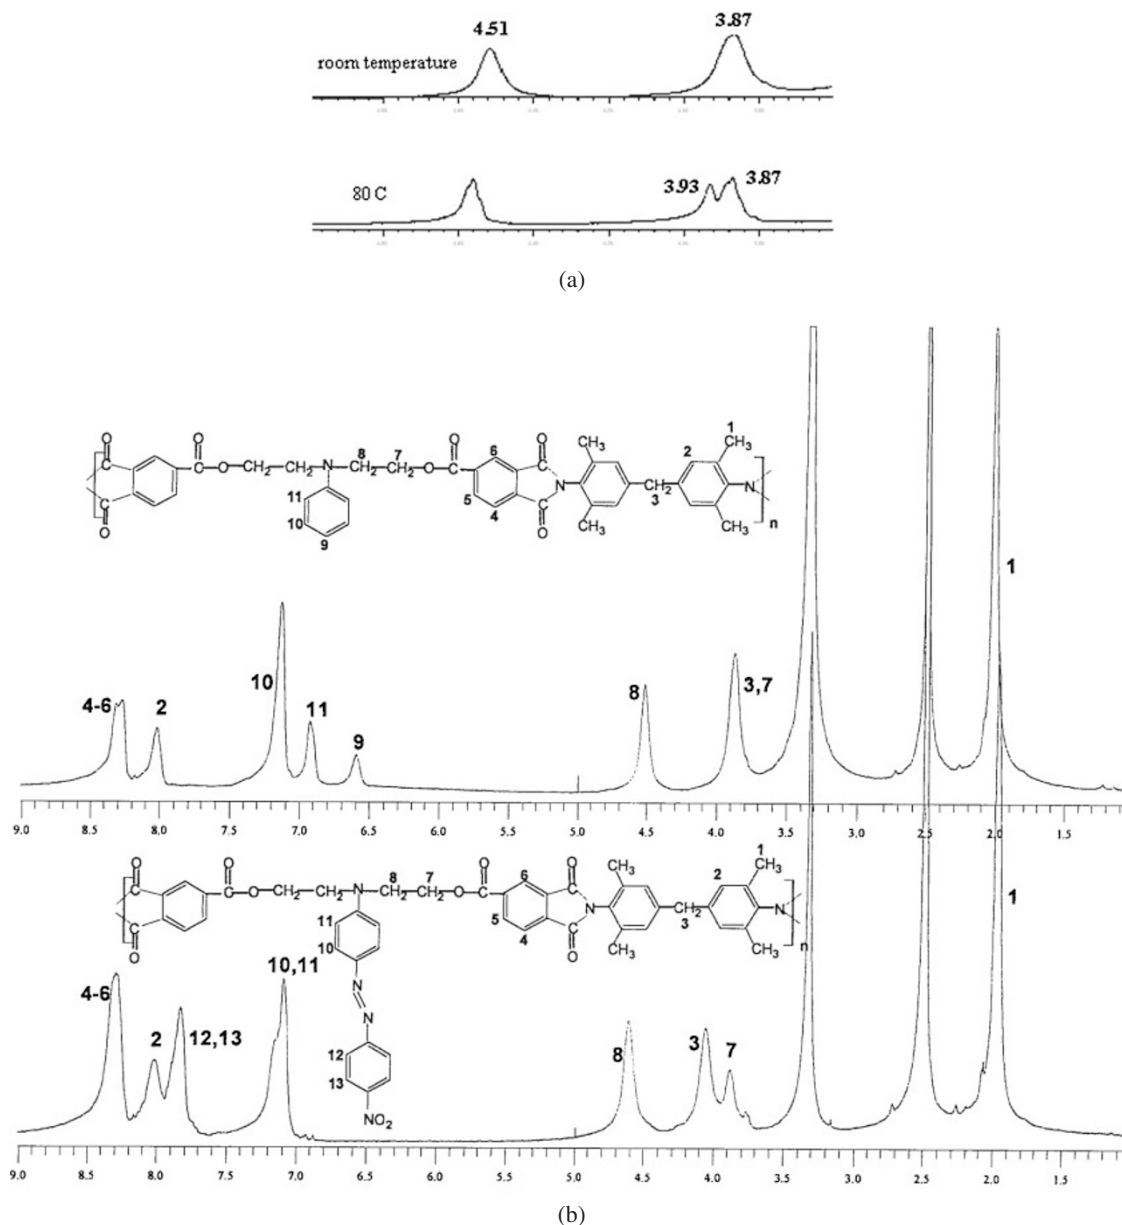 4.51
3.87
room temperature
80 C
3.93
3.87
(a)
O
O
O
O
O
C
C
C
C
C
O
CH₂
CH₂
N
CH₂
CH₂
O
8
7
6
5
4
11
10
9
CH₃
CH₃
CH₃
CH₃
1
2
CH₂
3
N
C
C
O
O
N
n
1
4-6
2
10
11
9
8
3,7
9.0 8.5 8.0 7.5 7.0 6.5 6.0 5.5 5.0 4.5 4.0 3.5 3.0 2.5 2.0 1.5
O
O
O
O
O
C
C
C
C
C
O
CH₂
CH₂
N
CH₂
CH₂
O
8
7
6
5
4
11
10
N
N
12
13
NO₂
CH₃
CH₃
CH₃
CH₃
1
2
CH₂
3
N
C
C
O
O
N
n
1
4-6
2
12,13
10,11
8
3
7
9.0 8.5 8.0 7.5 7.0 6.5 6.0 5.5 5.0 4.5 4.0 3.5 3.0 2.5 2.0 1.5
(b)